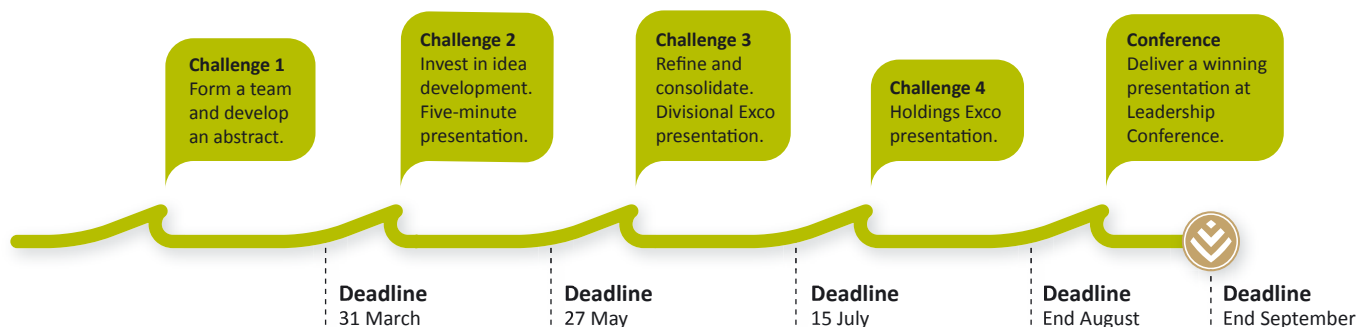 Challenge 1
Form a team
and develop
an abstract.
Challenge 2
Invest in idea
development.
Five-minute
presentation.
Challenge 3
Refine and
consolidate.
Divisional Exco
presentation.
Challenge 4
Holdings Exco
presentation.
Conference
Deliver a winning
presentation at
Leadership
Conference.
Deadline
31 March
Deadline
27 May
Deadline
15 July
Deadline
End August
Deadline
End September